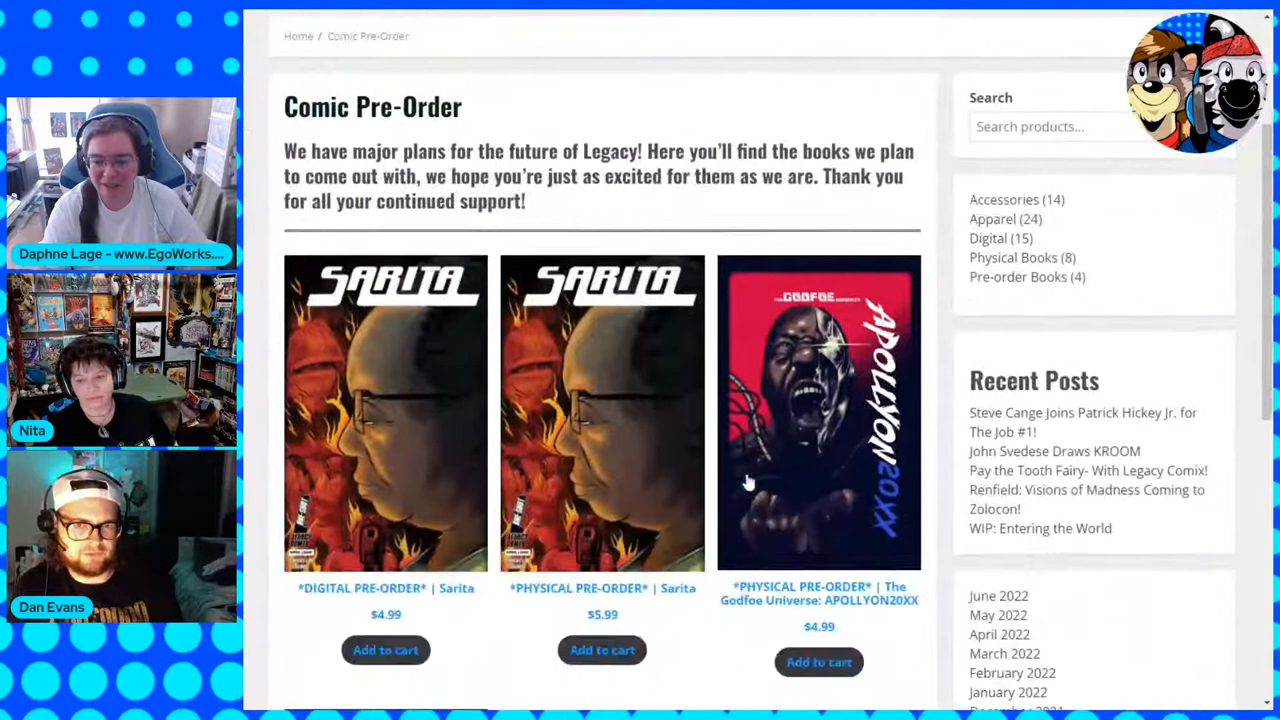 Home / Comic Pre-Order
Comic Pre-Order
We have major plans for the future of Legacy! Here you'll find the books we plan
to come out with, we hope you're just as excited for them as we are. Thank you
for all your continued support!
SARITA
SARITA
THE GODFOE UNIVERSE
APOLLYON20XX
*DIGITAL PRE-ORDER* | Sarita
$4.99
Add to cart
*PHYSICAL PRE-ORDER* | Sarita
$5.99
Add to cart
*PHYSICAL PRE-ORDER* | The
Godfoe Universe: APOLLYON20XX
$4.99
Add to cart
Search
Search products...
Accessories (14)
Apparel (24)
Digital (15)
Physical Books (8)
Pre-order Books (4)
Recent Posts
Steve Cange Joins Patrick Hickey Jr. for
The Job #1!
John Svedese Draws KROOM
Pay the Tooth Fairy- With Legacy Comix!
Renfield: Visions of Madness Coming to
Zolocon!
WIP: Entering the World
June 2022
May 2022
April 2022
March 2022
February 2022
January 2022
Daphne Lage - www.EgoWorks....
Nita
Dan Evans